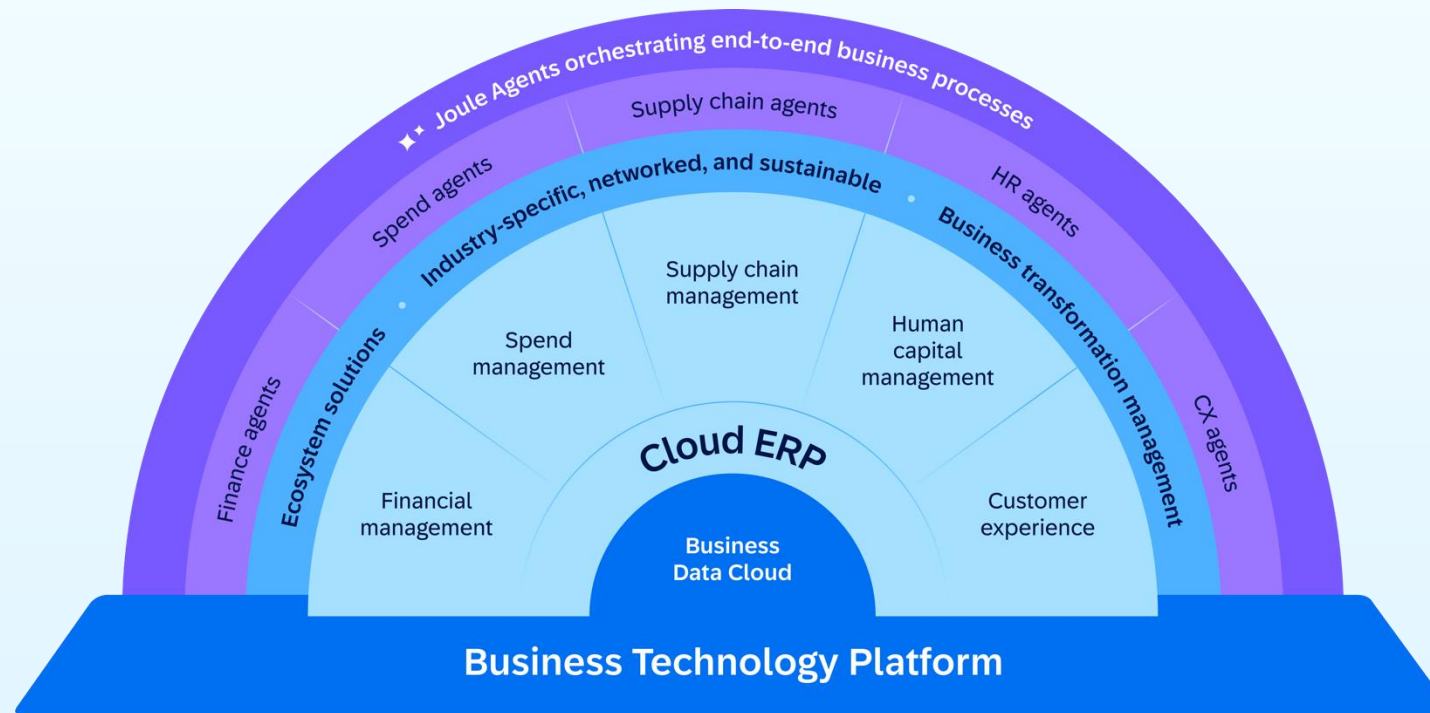 Joule Agents orchestrating end-to-end business processes
Finance agents
Spend agents
Supply chain agents
HR agents
CX agents
Ecosystem solutions • Industry-specific, networked, and sustainable • Business transformation management
Financial
management
Spend
management
Supply chain
management
Human
capital
management
Customer
experience
Cloud ERP
Business
Data Cloud
Business Technology Platform